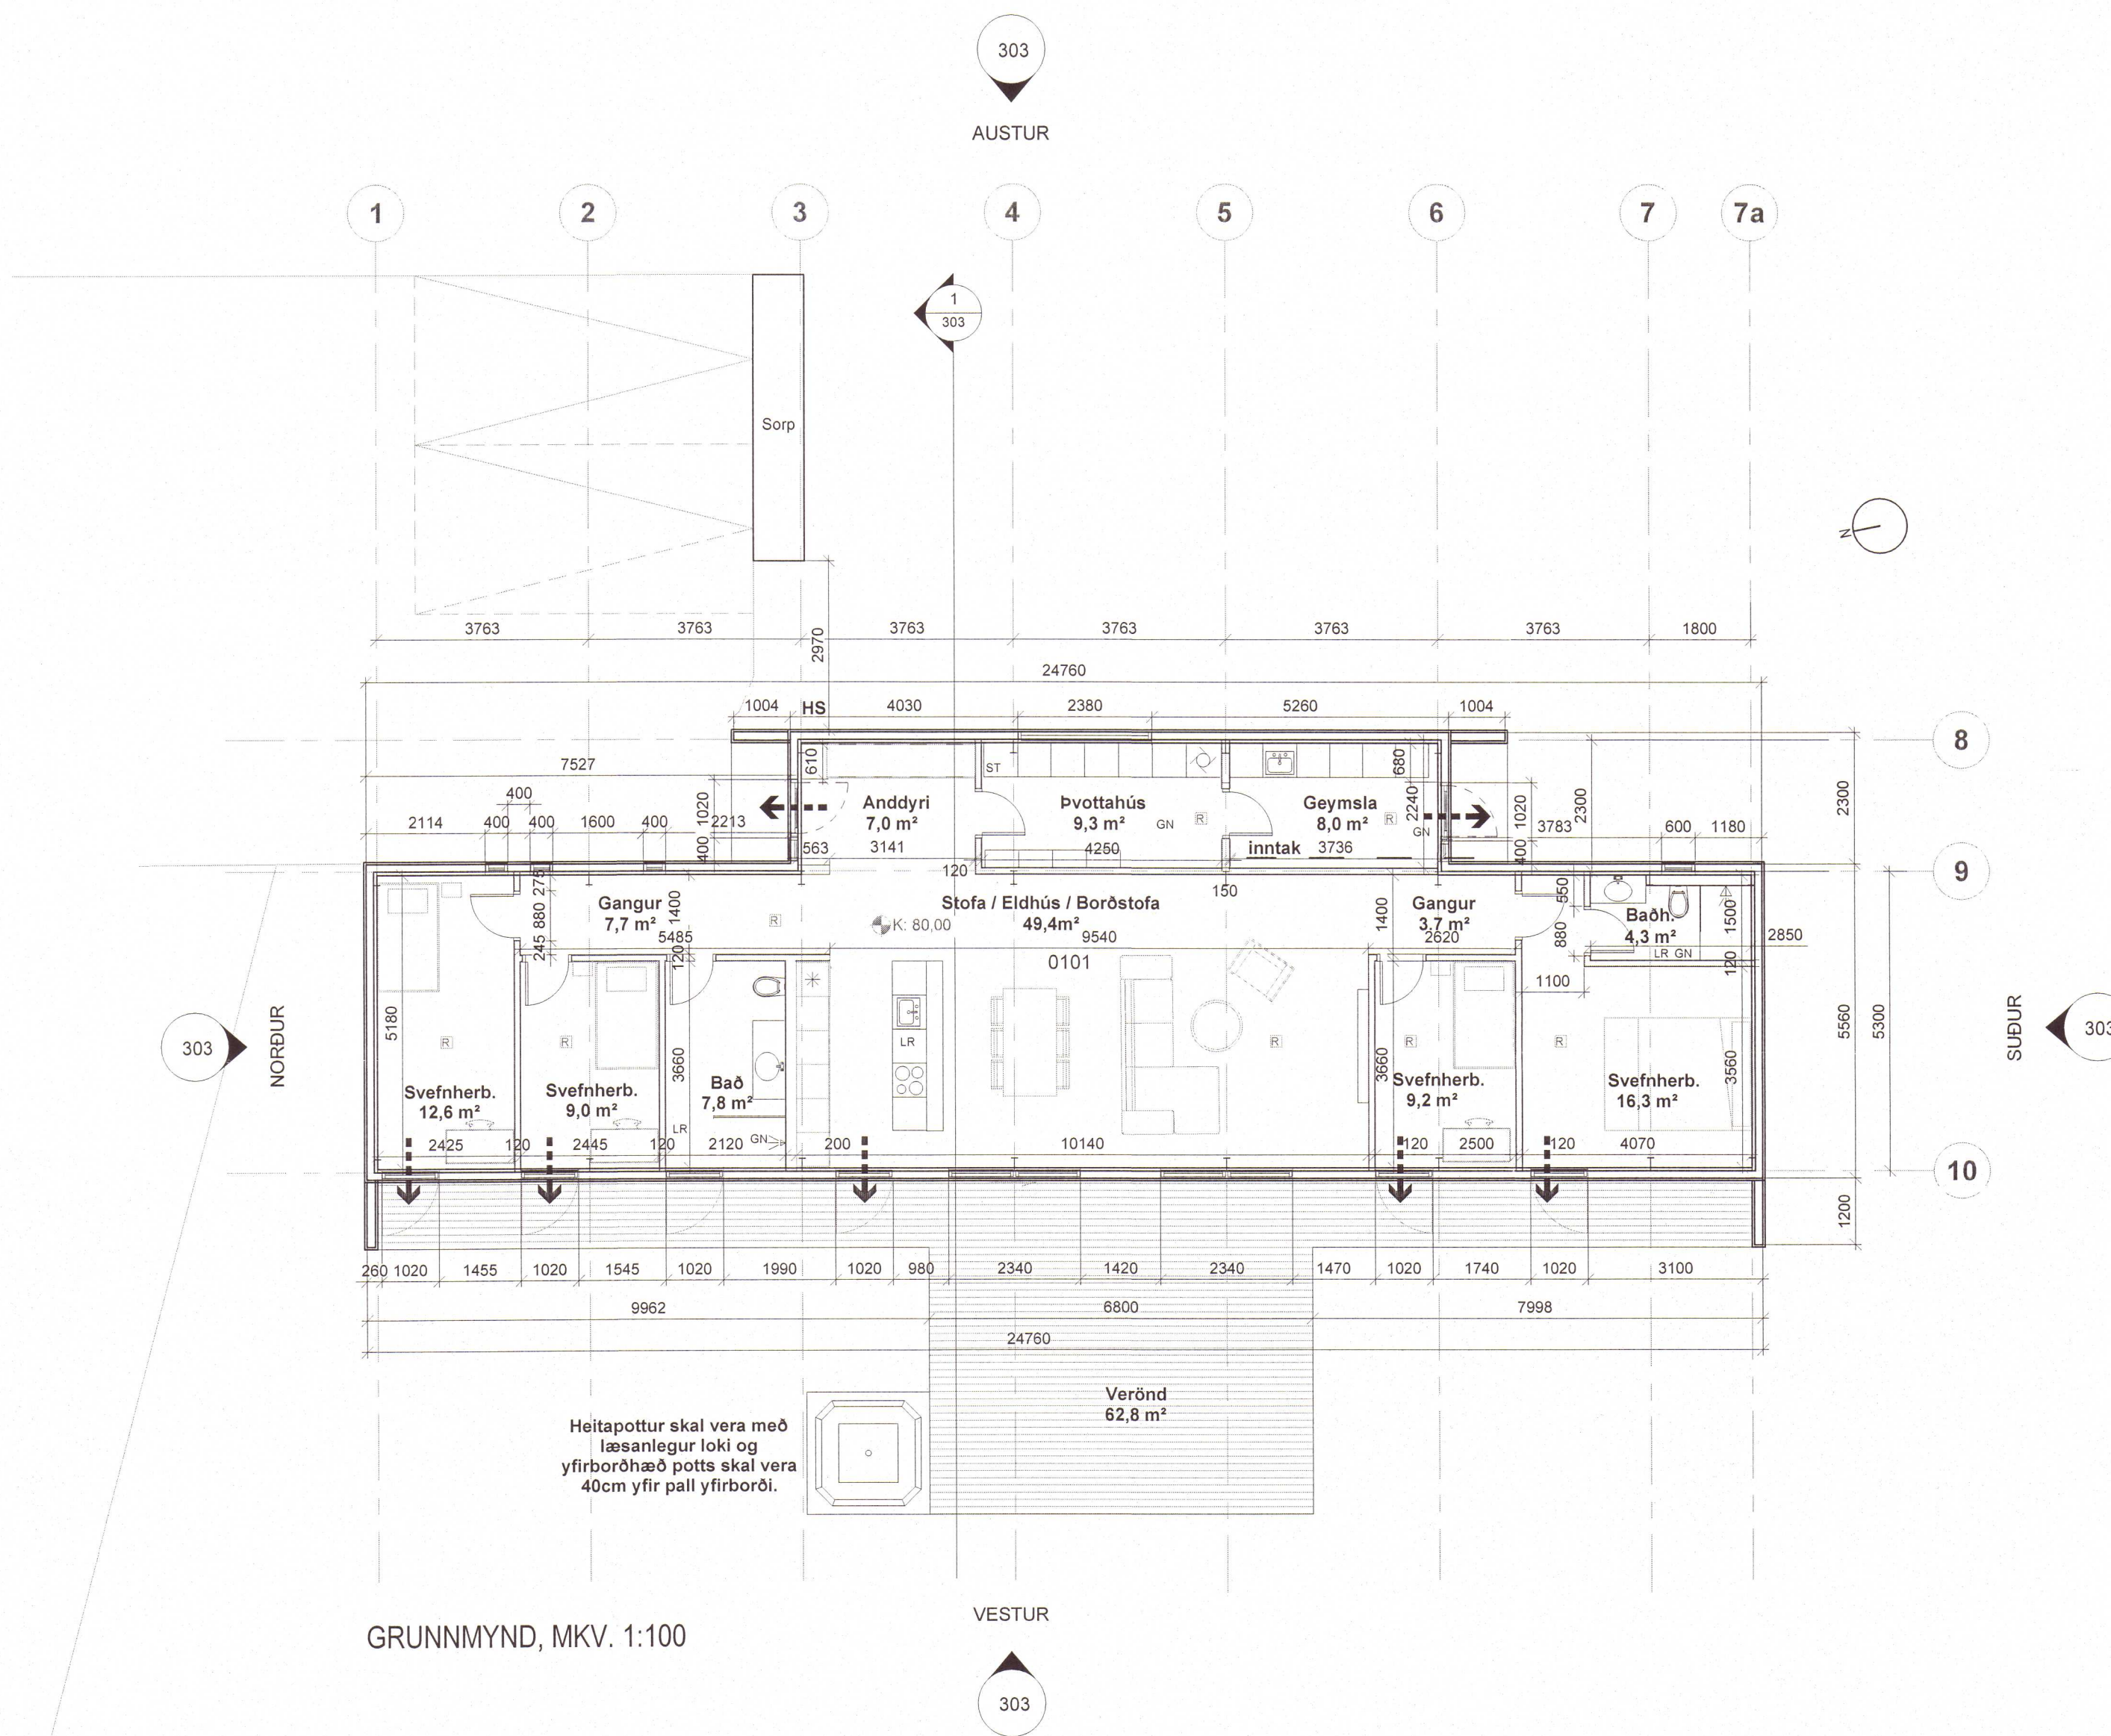 303
AUSTUR
1 2 3 4 5 6 7 7a
1
303
Sorp
N
3763 3763 3763 3763 3763 3763 1800
2970
24760
1004 HS 4030 2380 5260 1004
8
7527
610
ST
680
2300
2300
400
1020
Anddyri
7,0 m²
Þvottahús
9,3 m²
GN
R
Geymsla
8,0 m²
R
GN
2240
1020
2114 400 400 1600 400 2213
3783 600 1180
400
563 3141 4250 inntak 3736
400
120
150
9
275
880
245
Gangur
7,7 m²
1400
R
5485
120
K: 80,00
Stofa / Eldhús / Borðstofa
49,4m²
9540
0101
1400
Gangur
3.7 m²
2620
550
880
Baðh.
4,3 m²
LR GN
1500
2850
120
1100
303
NORÐUR
5180
R
R
3660
LR
R
3660
R
R
3560
5560
5300
SUÐUR
303
Svefnherb.
12,6 m²
Svefnherb.
9,0 m²
Bað
7,8 m²
Svefnherb.
9,2 m²
Svefnherb.
16,3 m²
LR
GN
2425 120 2445 120 2120 200 10140 120 2500 120 4070
10
1200
260 1020 1455 1020 1545 1020 1990 1020 980 2340 1420 2340 1470 1020 1740 1020 3100
9962 6800 7998
24760
Verönd
62,8 m²
Heitapottur skal vera með
læsanlegur loki og
yfirborðhæð potts skal vera
40cm yfir pall yfirborði.
VESTUR
GRUNNMYND, MKV. 1:100
303